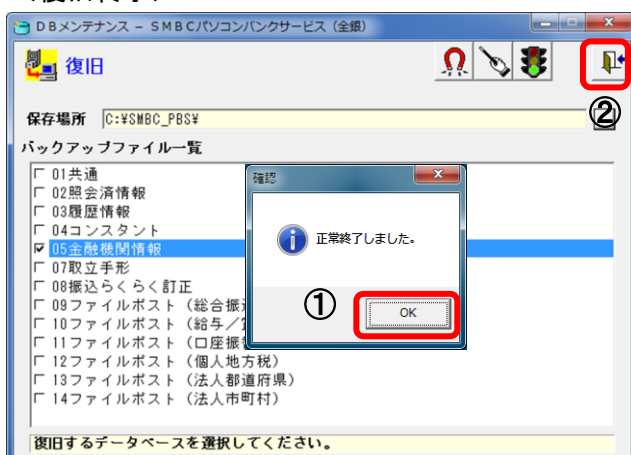 DBメンテナンス － SMBCパソコンバンクサービス（全銀）
復旧
保存場所 C:¥SMBC_PBS¥
②
バックアップファイル一覧
01共通
02照会済情報
03履歴情報
04コンスタント
05金融機関情報
07取立手形
08振込らくらく訂正
09ファイルポスト（総合振
10ファイルポスト（給与／
11ファイルポスト（口座振
12ファイルポスト（個人地方税）
13ファイルポスト（法人都道府県）
14ファイルポスト（法人市町村）
確認
正常終了しました。
①
OK
復旧するデータベースを選択してください。